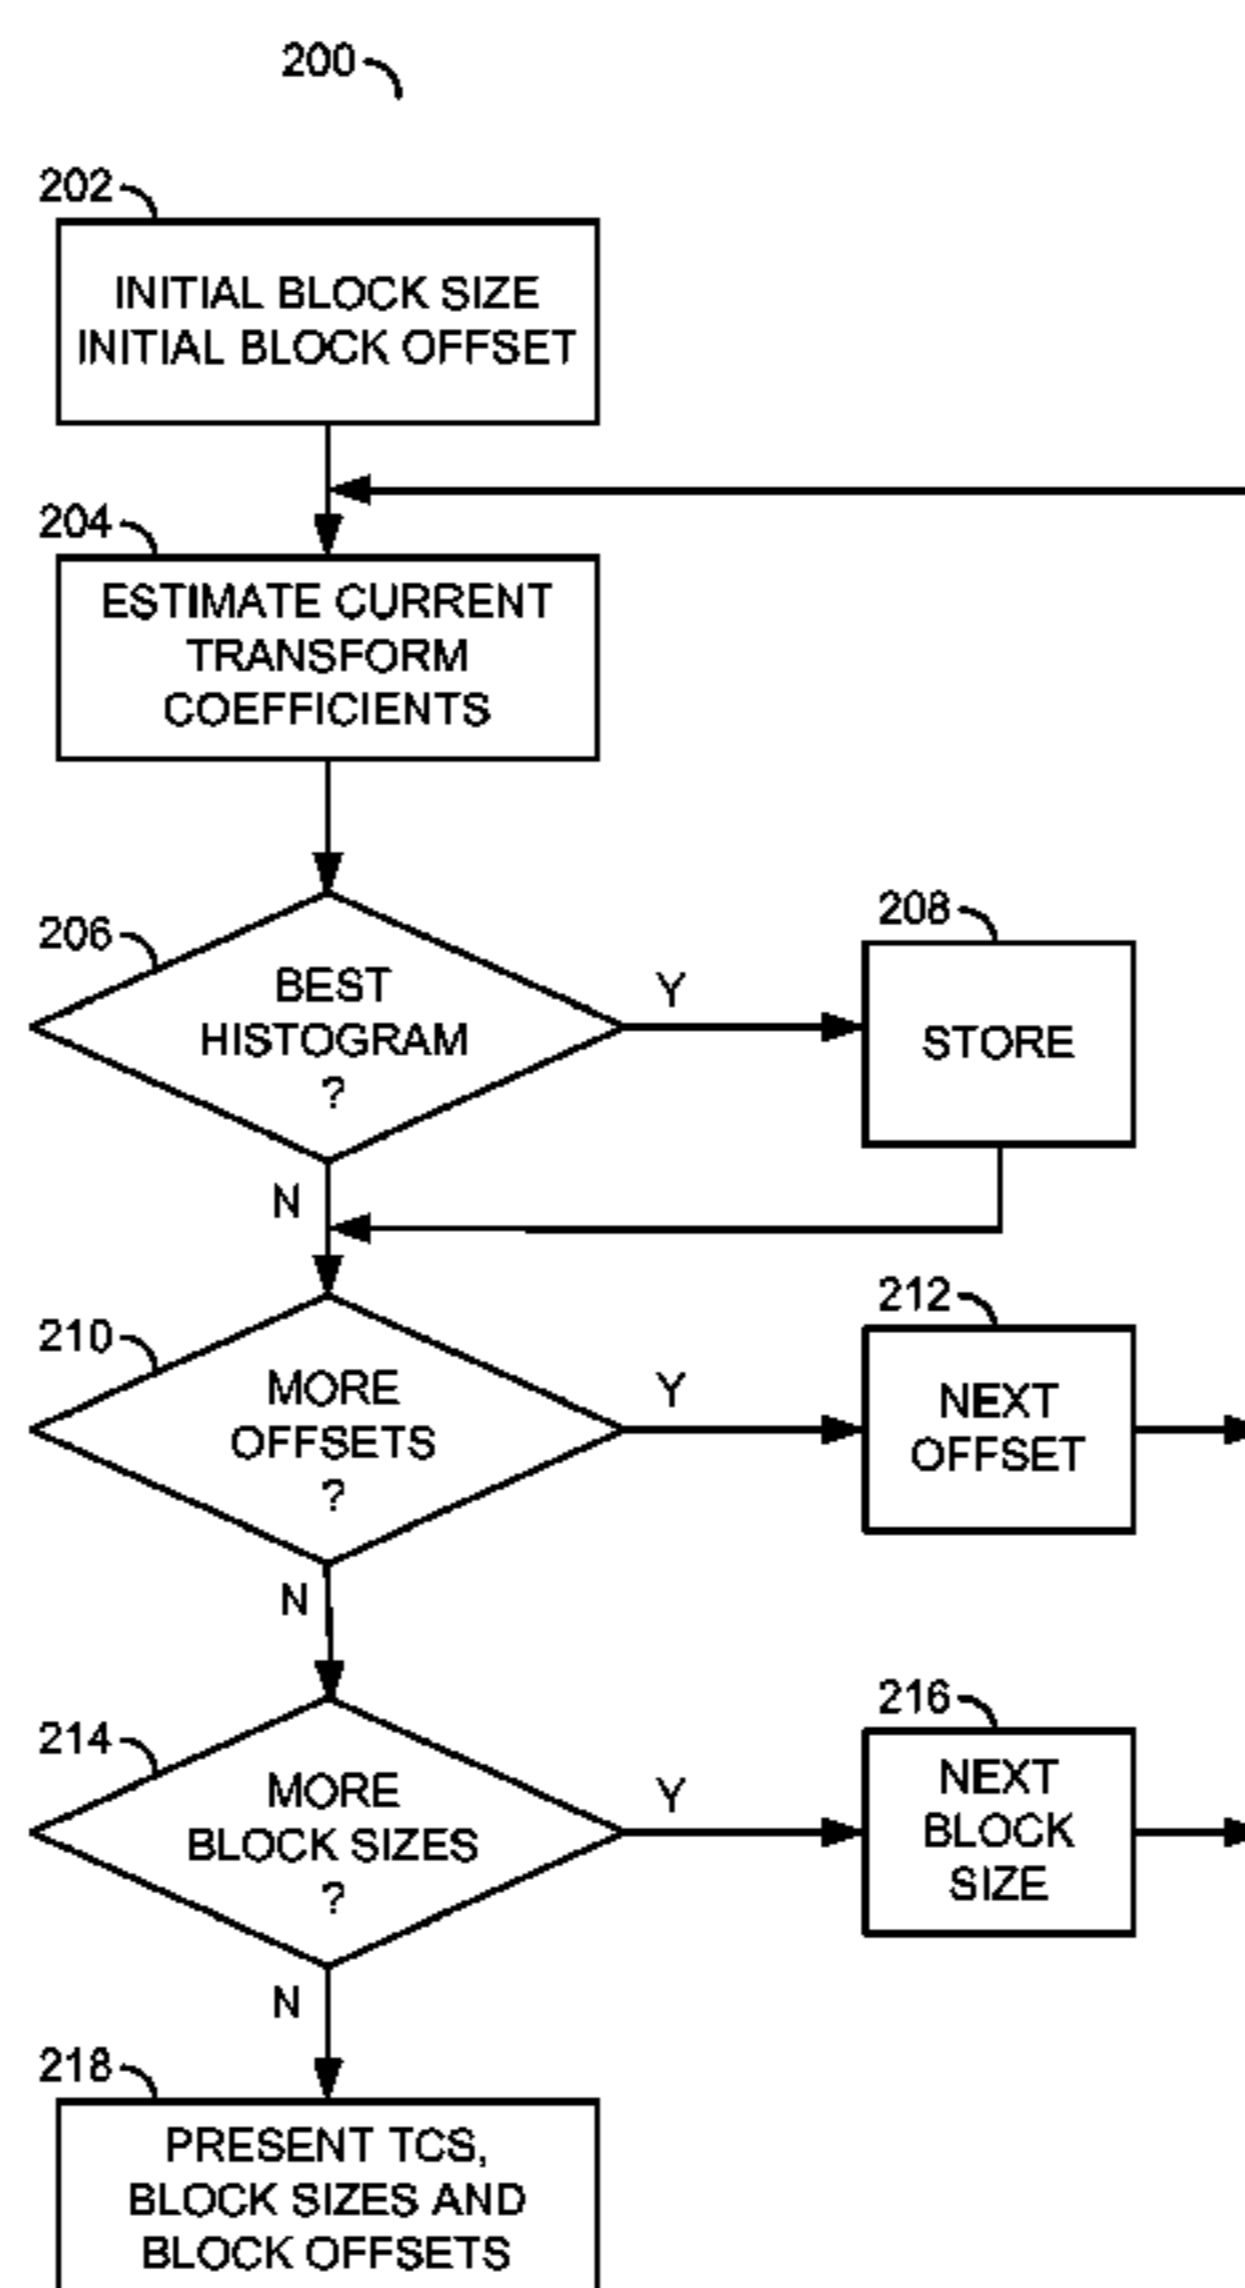 200
202
INITIAL BLOCK SIZE
INITIAL BLOCK OFFSET
204
ESTIMATE CURRENT
TRANSFORM
COEFFICIENTS
206
BEST
HISTOGRAM
?
Y
208
STORE
N
210
MORE
OFFSETS
?
Y
212
NEXT
OFFSET
N
214
MORE
BLOCK SIZES
?
Y
216
NEXT
BLOCK
SIZE
N
218
PRESENT TCS,
BLOCK SIZES AND
BLOCK OFFSETS